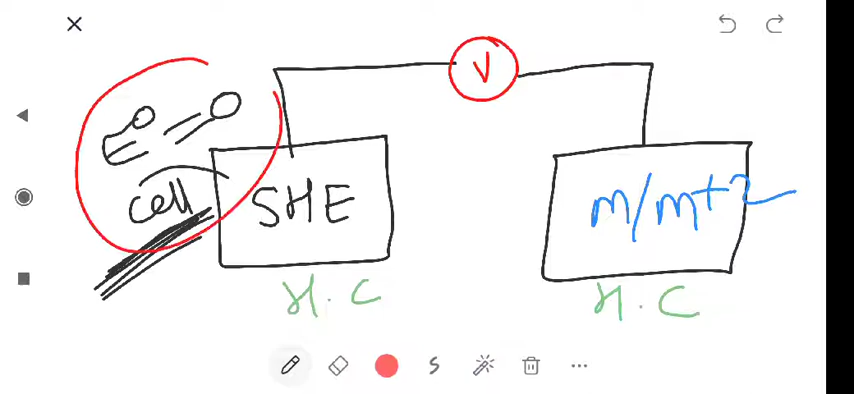 V
E° = E°
cell
SHE
m/m+2
H.C
H.C